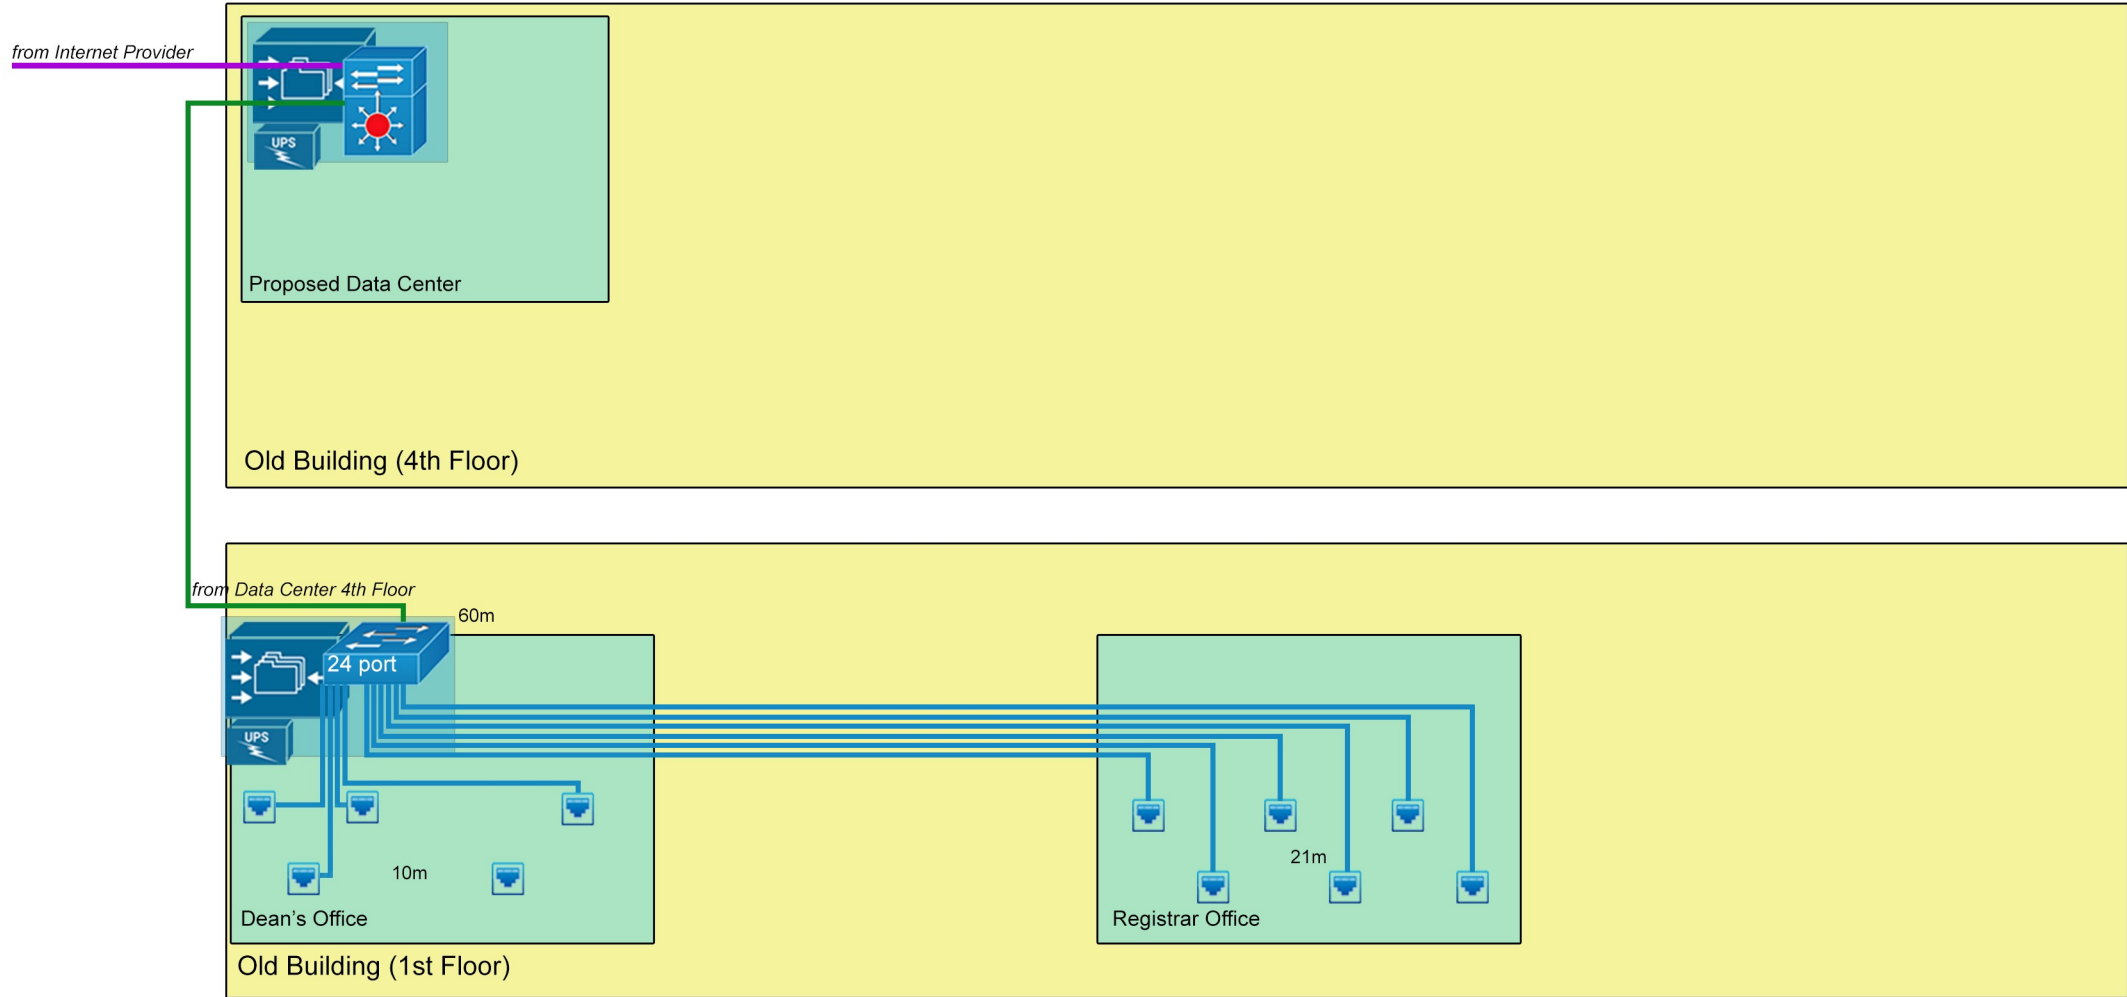 from Internet Provider
UPS
Proposed Data Center
Old Building (4th Floor)
from Data Center 4th Floor
60m
24 port
UPS
10m
21m
Dean's Office
Registrar Office
Old Building (1st Floor)